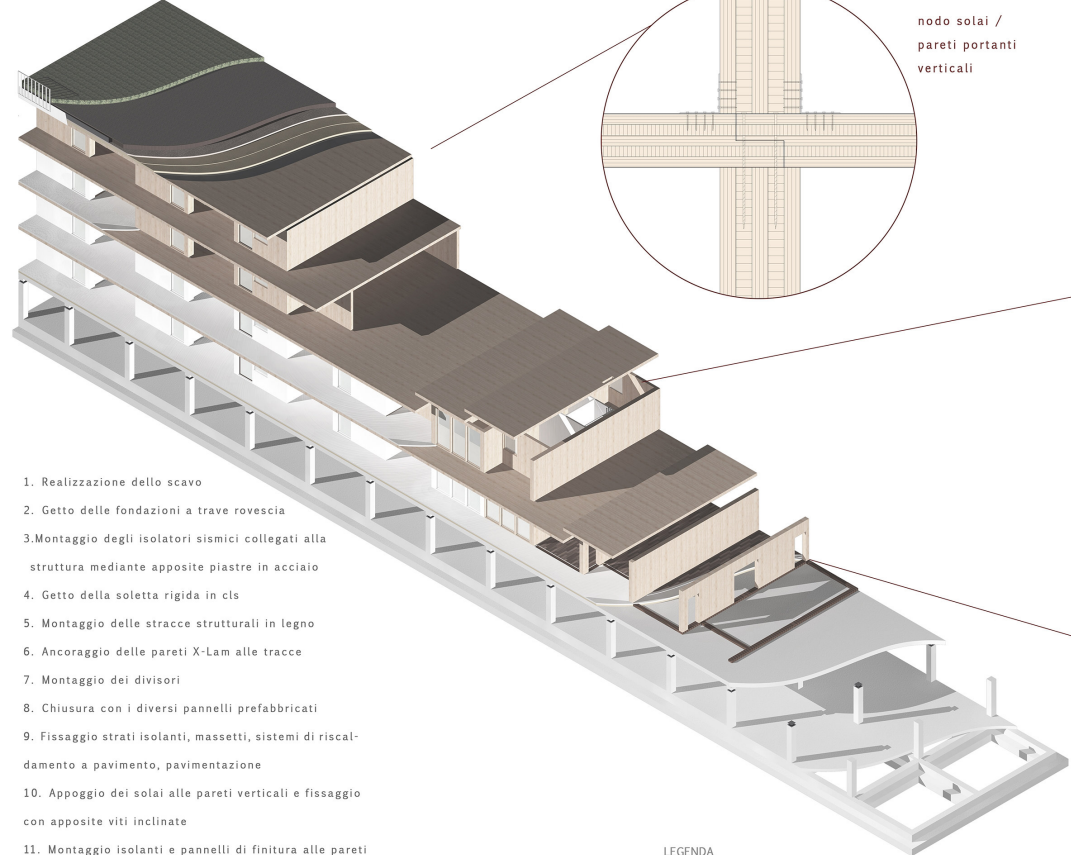 nodo solai /
pareti portanti
verticali
1. Realizzazione dello scavo
2. Getto delle fondazioni a trave rovescia
3.Montaggio degli isolatori sismici collegati alla
struttura mediante apposite piastre in acciaio
4. Getto della soletta rigida in cls
5. Montaggio delle stracce strutturali in legno
6. Ancoraggio delle pareti X-Lam alle tracce
7. Montaggio dei divisori
8. Chiusura con i diversi pannelli prefabbricati
9. Fissaggio strati isolanti, massetti, sistemi di riscal-
damento a pavimento, pavimentazione
10. Appoggio dei solai alle pareti verticali e fissaggio
con apposite viti inclinate
11. Montaggio isolanti e pannelli di finitura alle pareti
LEGENDA